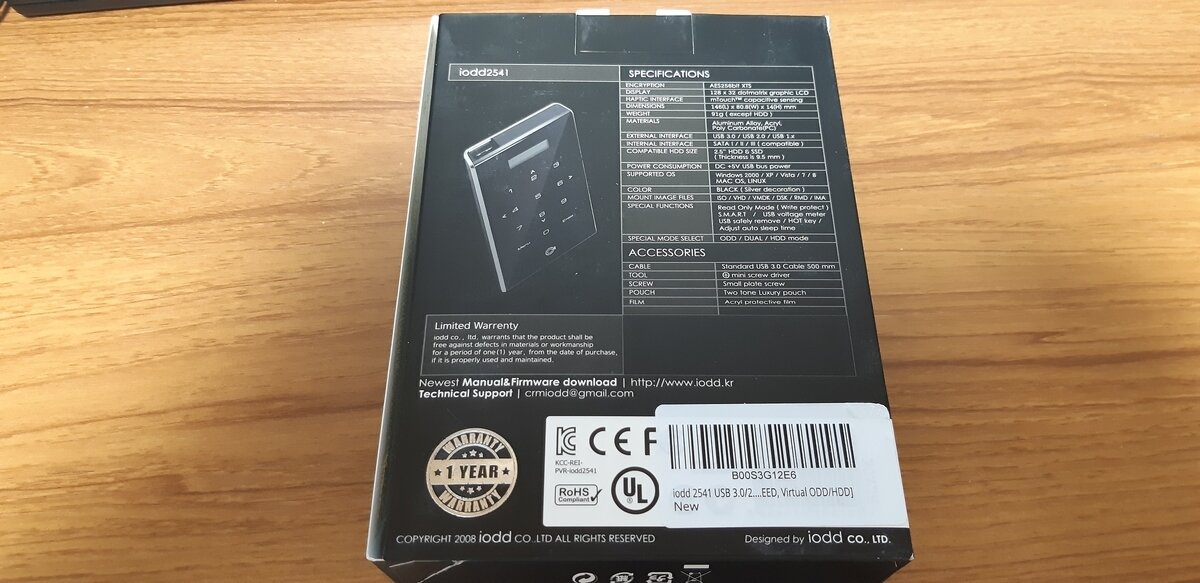 iodd2541
SPECIFICATIONS
ENCRYPTION AES256bit XTS
DISPLAY 128 x 32 dotmatrix graphic LCD
HAPTIC INTERFACE mTouch™ capacitive sensing
DIMENSIONS 146(L) x 80.8(W) x 14(H) mm
WEIGHT 91g ( except HDD )
MATERIALS Aluminum Alloy, Acryl,
Poly Carbonate(PC)
EXTERNAL INTERFACE USB 3.0 / USB 2.0 / USB 1.x
INTERNAL INTERFACE SATA I / II / III ( compatible )
COMPATIBLE HDD SIZE 2.5" HDD & SSD
( Thickness is 9.5 mm )
POWER CONSUMPTION DC +5V USB bus power
SUPPORTED OS Windows 2000 / XP / Vista / 7 / 8
MAC OS, LINUX
COLOR BLACK ( Silver decoration )
MOUNT IMAGE FILES ISO / VHD / VMDK / DSK / RMD / IMA
SPECIAL FUNCTIONS Read Only Mode ( Write protect )
S.M.A.R.T / USB voltage meter
USB safely remove / HOT key /
Adjust auto sleep time
SPECIAL MODE SELECT ODD / DUAL / HDD mode
ACCESSORIES
CABLE Standard USB 3.0 Cable 500 mm
TOOL ⊕ mini screw driver
SCREW Small plate screw
POUCH Two tone Luxury pouch
FILM Acryl protective film
Limited Warrenty
iodd co., ltd, warrants that the product shall be
free against defects in materials or workmanship
for a period of one(1) year, from the date of purchase,
if it is properly used and maintained.
Newest Manual&Firmware download | http://www.iodd.kr
Technical Support | crmiodd@gmail.com
WARRANTY
1 YEAR
WARRANTY
KC CE F
KCC-REI-
PVR-iodd2541
RoHS
Compliant
UL
B00S3G12E6
iodd 2541 USB 3.0/2....EED, Virtual ODD/HDD]
New
COPYRIGHT 2008 iodd CO.,LTD ALL RIGHTS RESERVED
Designed by iodd CO., LTD.